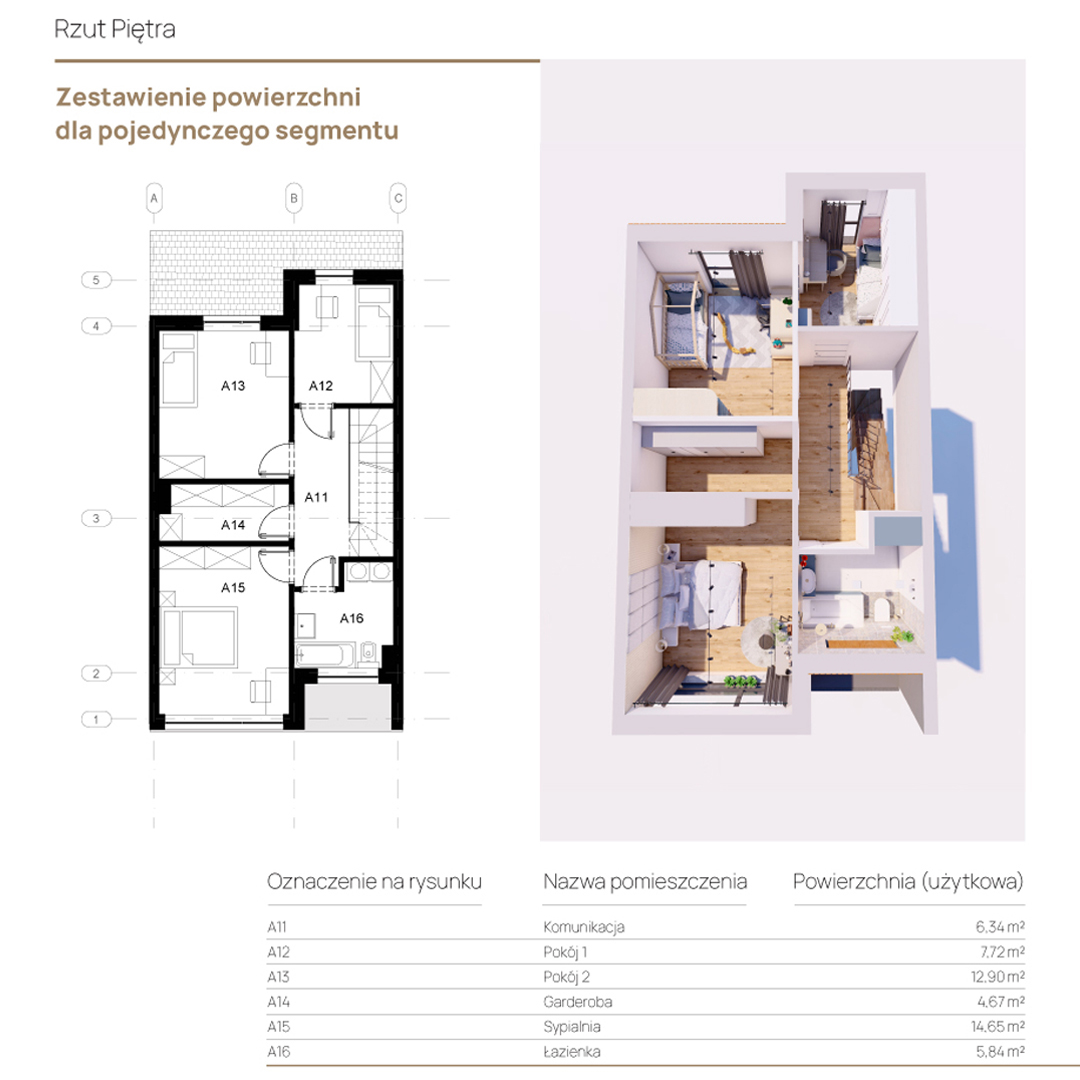 Rzut Piętra
Zestawienie powierzchni
dla pojedynczego segmentu
A B C
5
4
A13 A12
A11
3
A14
A15
A16
2
1
Oznaczenie na rysunku Nazwa pomieszczenia Powierzchnia (użytkowa)
A11 Komunikacja 6,34 m²
A12 Pokój 1 7,72 m²
A13 Pokój 2 12,90 m²
A14 Garderoba 4,67 m²
A15 Sypialnia 14,65 m²
A16 Łazienka 5,84 m²